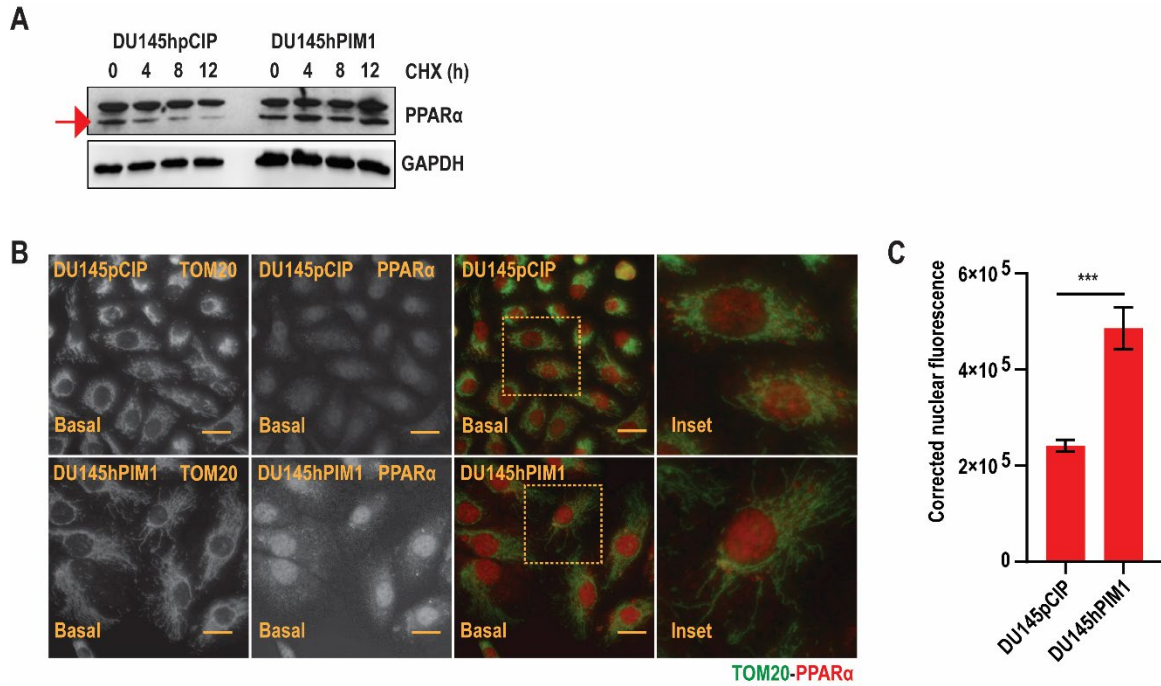 A
DU145hpCIP DU145hPIM1
0 4 8 12 0 4 8 12 CHX (h)
PPARα
GAPDH
B
DU145pCIP TOM20 DU145pCIP PPARα DU145pCIP
Basal Basal Basal Inset
DU145hPIM1 TOM20 DU145hPIM1 PPARα DU145hPIM1
Basal Basal Basal Inset
TOM20-PPARα
C
Corrected nuclear fluorescence
6×10⁵
4×10⁵
2×10⁵
0
***
DU145pCIP
DU145hPIM1